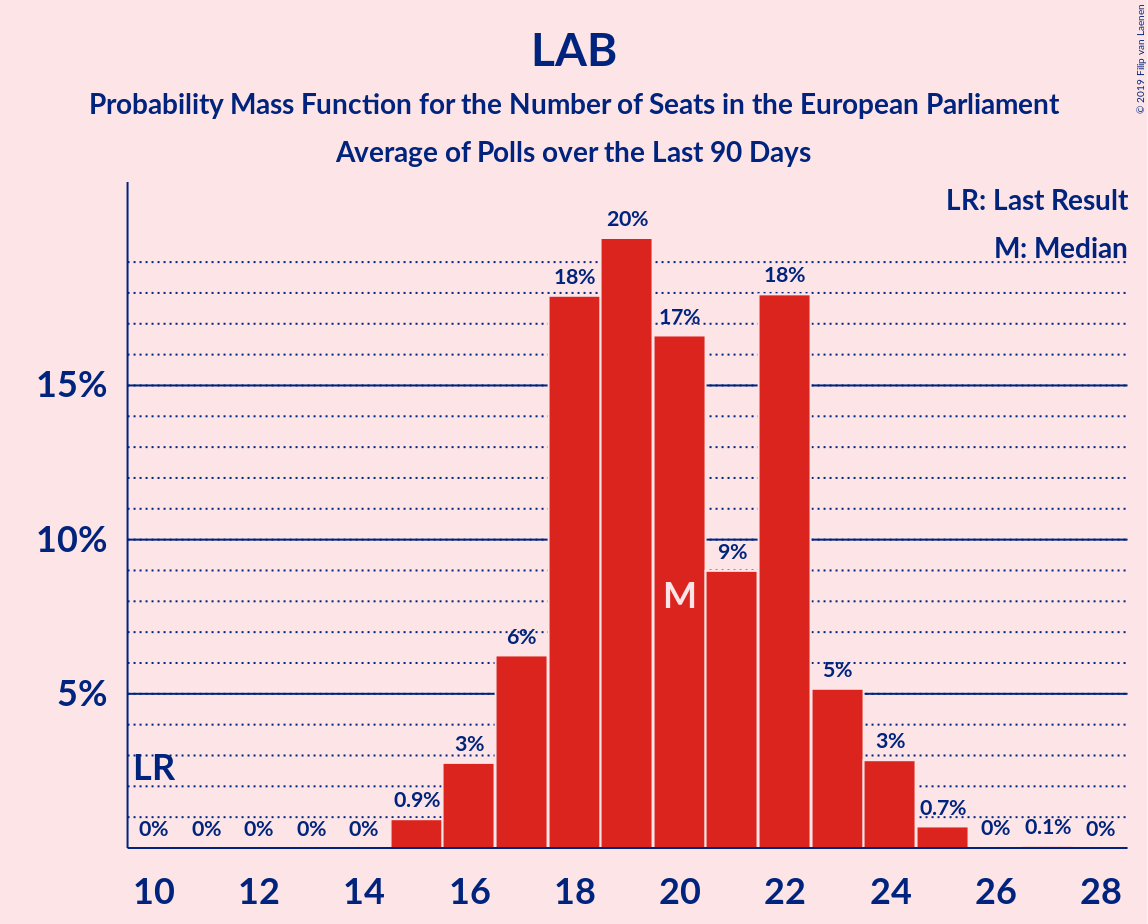 LAB
Probability Mass Function for the Number of Seats in the European Parliament
Average of Polls over the Last 90 Days
© 2019 Filip van Laenen
LR: Last Result
M: Median
15%
10%
5%
LR
0%
0%
0%
0%
0%
0.9%
3%
6%
18%
20%
17%
M
9%
18%
5%
3%
0.7%
0%
0.1%
0%
10 12 14 16 18 20 22 24 26 28